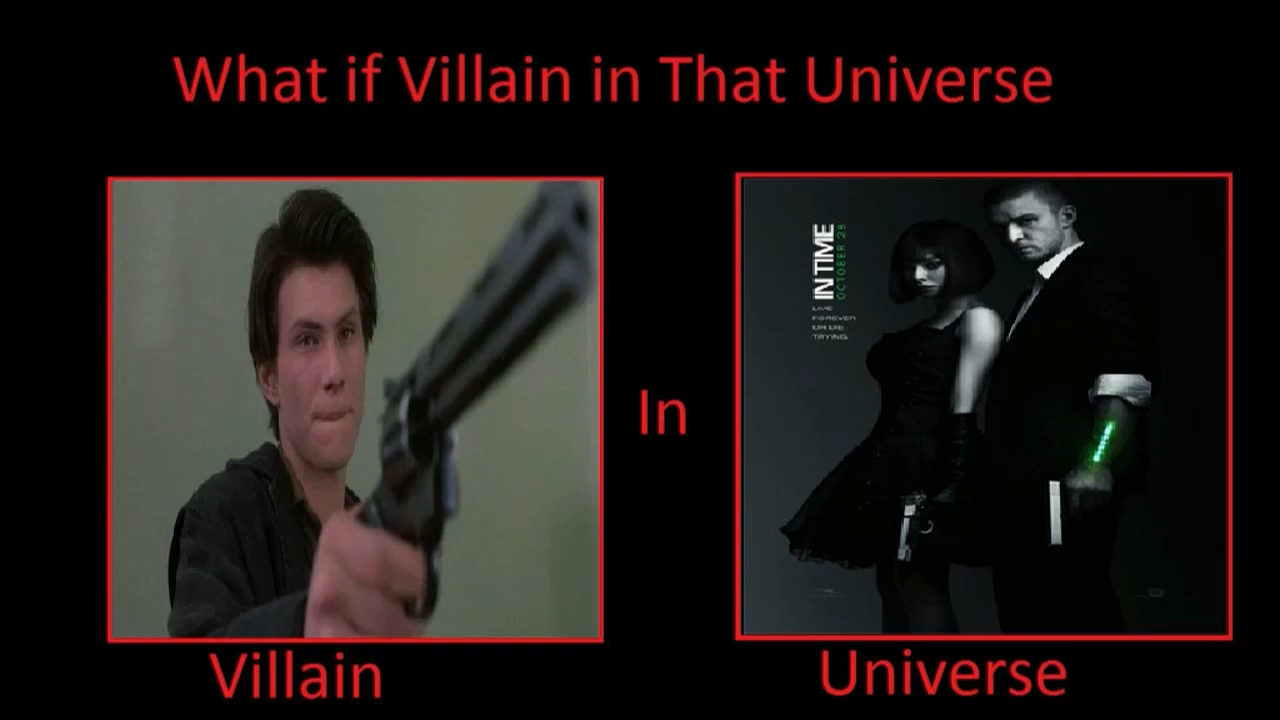 What if Villain in That Universe
IN TIME
OCTOBER 28
LIVE
FOREVER
OR DIE
TRYING.
In
Villain
Universe